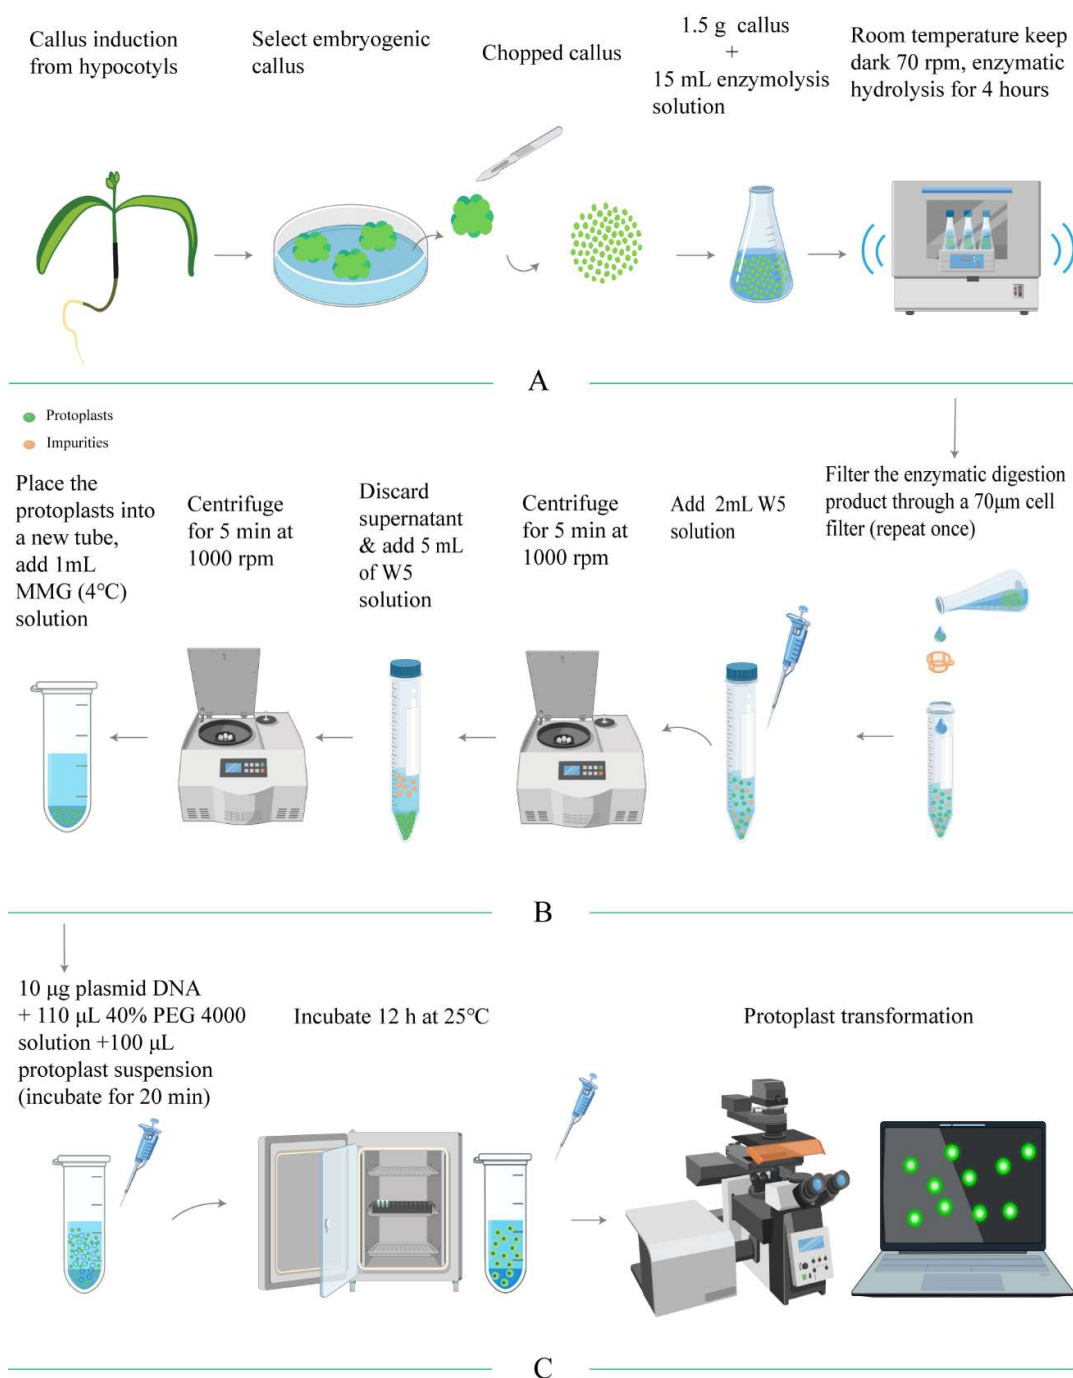 Callus induction
from hypocotyls
Select embryogenic
callus
Chopped callus
1.5 g callus
+
15 mL enzymolysis
solution
Room temperature keep
dark 70 rpm, enzymatic
hydrolysis for 4 hours
A
Protoplasts
Impurities
Filter the enzymatic digestion
product through a 70μm cell
filter (repeat once)
Add 2mL W5
solution
Centrifuge
for 5 min at
1000 rpm
Discard
supernatant
& add 5 mL
of W5
solution
Centrifuge
for 5 min at
1000 rpm
Place the
protoplasts into
a new tube,
add 1mL
MMG (4℃)
solution
B
10 μg plasmid DNA
+ 110 μL 40% PEG 4000
solution +100 μL
protoplast suspension
(incubate for 20 min)
Incubate 12 h at 25℃
Protoplast transformation
C